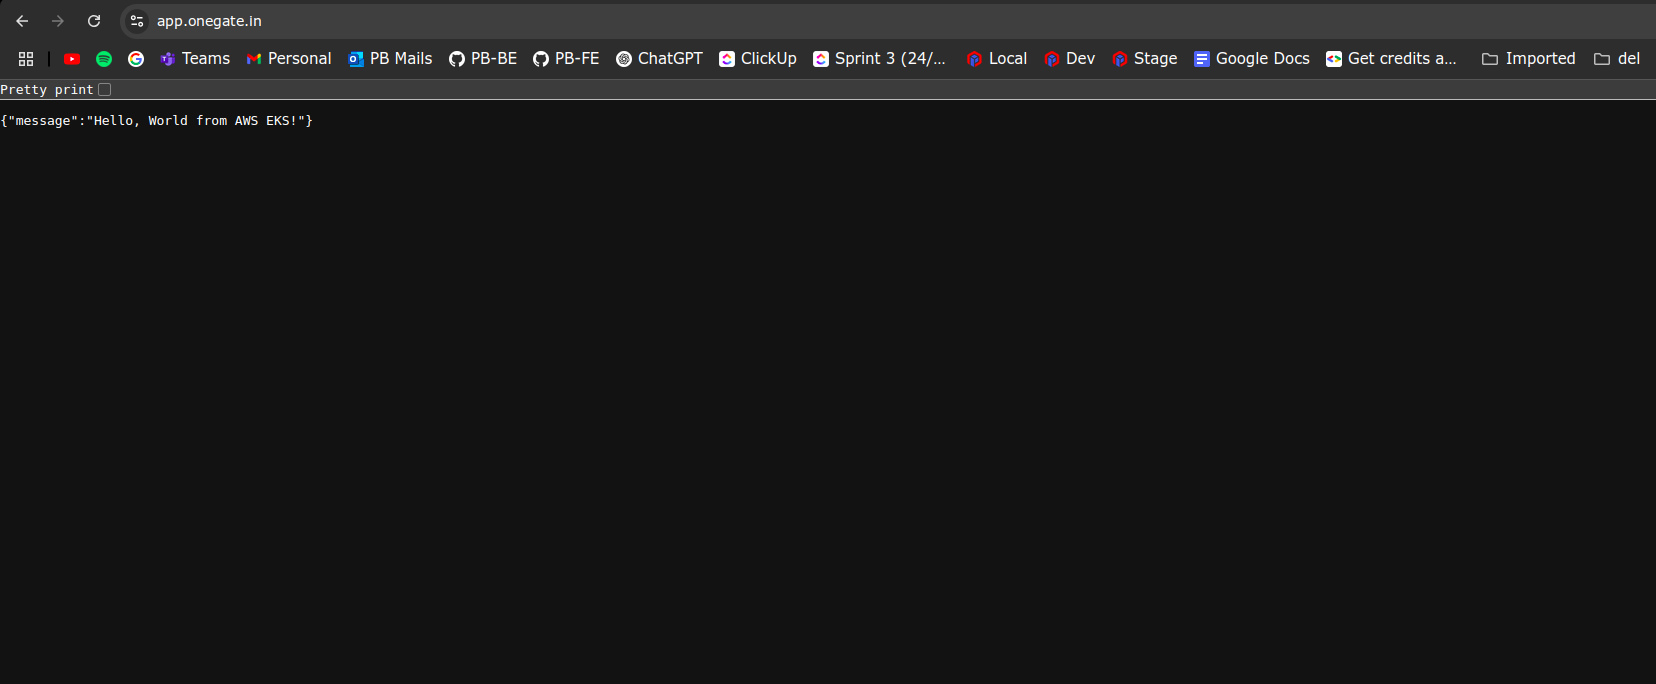 app.onegate.in
Teams Personal PB Mails PB-BE PB-FE ChatGPT ClickUp Sprint 3 (24/... Local Dev Stage Google Docs Get credits a... Imported del
Pretty print
{"message":"Hello, World from AWS EKS!"}